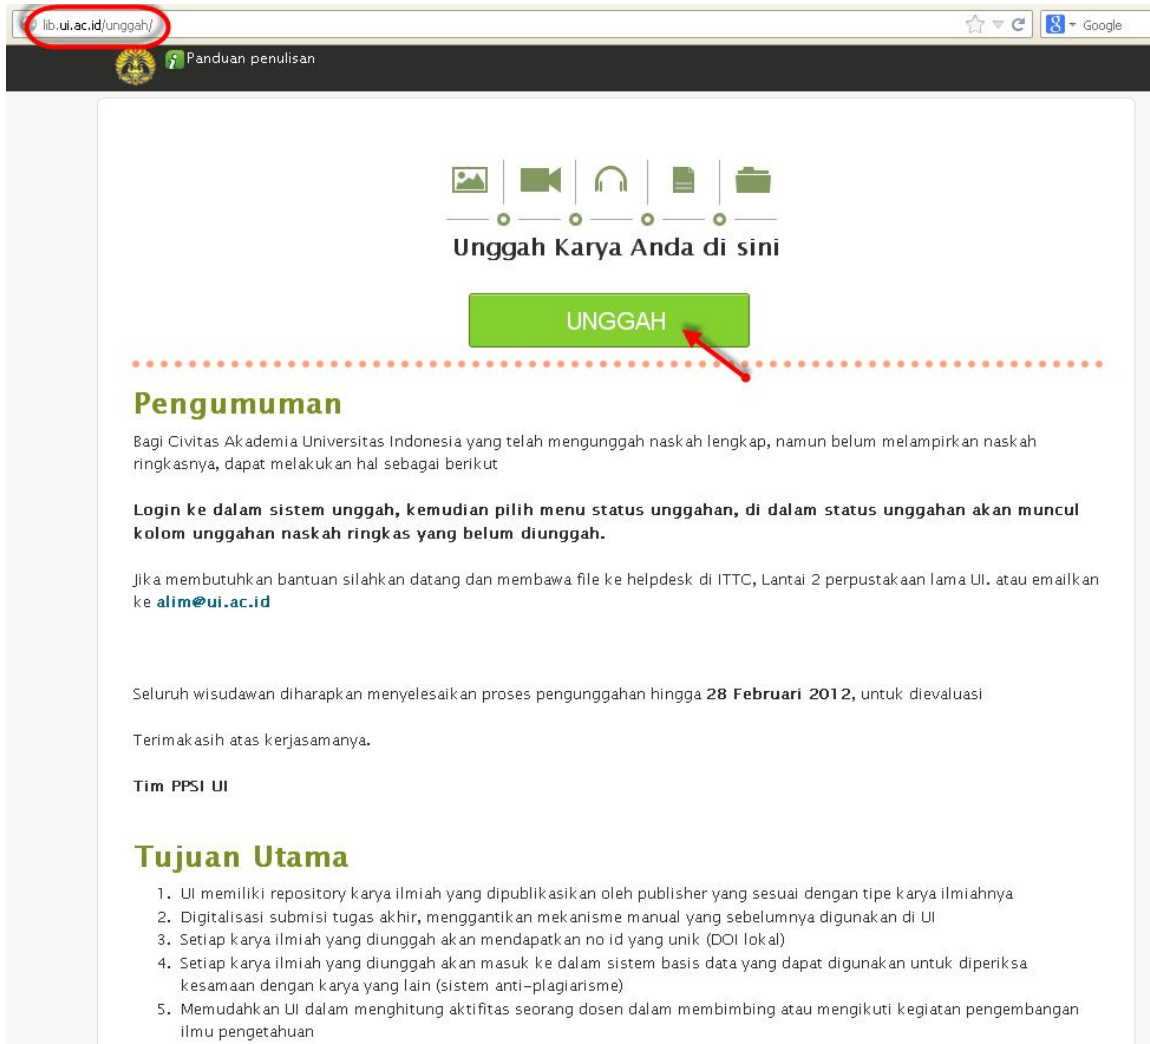 lib.ui.ac.id/unggah/
Google
Panduan penulisan
Unggah Karya Anda di sini
UNGGAH
Pengumuman
Bagi Civitas Akademia Universitas Indonesia yang telah mengunggah naskah lengkap, namun belum melampirkan naskah
ringkasnya, dapat melakukan hal sebagai berikut
Login ke dalam sistem unggah, kemudian pilih menu status unggahan, di dalam status unggahan akan muncul
kolom unggahan naskah ringkas yang belum diunggah.
Jika membutuhkan bantuan silahkan datang dan membawa file ke helpdesk di ITTC, Lantai 2 perpustakaan lama UI. atau emailkan
ke alim@ui.ac.id
Seluruh wisudawan diharapkan menyelesaikan proses pengunggahan hingga 28 Februari 2012, untuk dievaluasi
Terimakasih atas kerjasamanya.
Tim PPSI UI
Tujuan Utama
1. UI memiliki repository karya ilmiah yang dipublikasikan oleh publisher yang sesuai dengan tipe karya ilmiahnya
2. Digitalisasi submisi tugas akhir, menggantikan mekanisme manual yang sebelumnya digunakan di UI
3. Setiap karya ilmiah yang diunggah akan mendapatkan no id yang unik (DOI lokal)
4. Setiap karya ilmiah yang diunggah akan masuk ke dalam sistem basis data yang dapat digunakan untuk diperiksa
kesamaan dengan karya yang lain (sistem anti-plagiarisme)
5. Memudahkan UI dalam menghitung aktifitas seorang dosen dalam membimbing atau mengikuti kegiatan pengembangan
ilmu pengetahuan